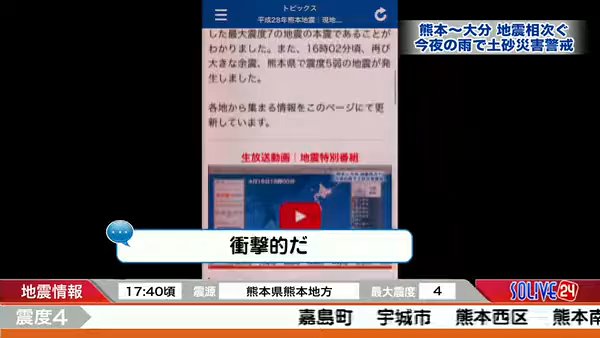 トピックス
平成28年熊本地震｜現地...
した最大震度7の地震の本震であることが
わかりました。また、16時02分頃、再び
大きな余震、熊本県で震度5弱の地震が
発生しました。
各地から集まる情報をこのページにて更
新しています。
生放送動画｜地震特別番組
熊本〜大分 地震相次ぐ
今夜の雨で土砂災害警戒
衝撃的だ
地震情報
17:40頃
震源
熊本県熊本地方
最大震度
4
SOLIVE24
震度4
嘉島町 宇城市 熊本西区 熊本南